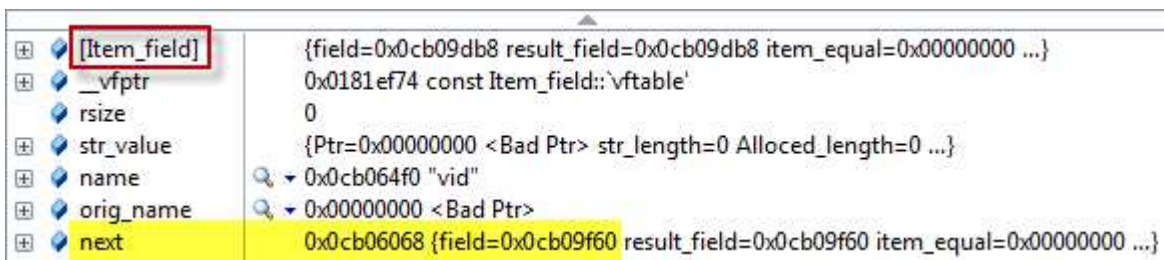 [Item_field] {field=0x0cb09db8 result_field=0x0cb09db8 item_equal=0x00000000 ...}
__vfptr 0x0181ef74 const Item_field::`vftable'
rsize 0
str_value {Ptr=0x00000000 <Bad Ptr> str_length=0 Alloced_length=0 ...}
name 0x0cb064f0 "vid"
orig_name 0x00000000 <Bad Ptr>
next 0x0cb06068 {field=0x0cb09f60 result_field=0x0cb09f60 item_equal=0x00000000 ...}